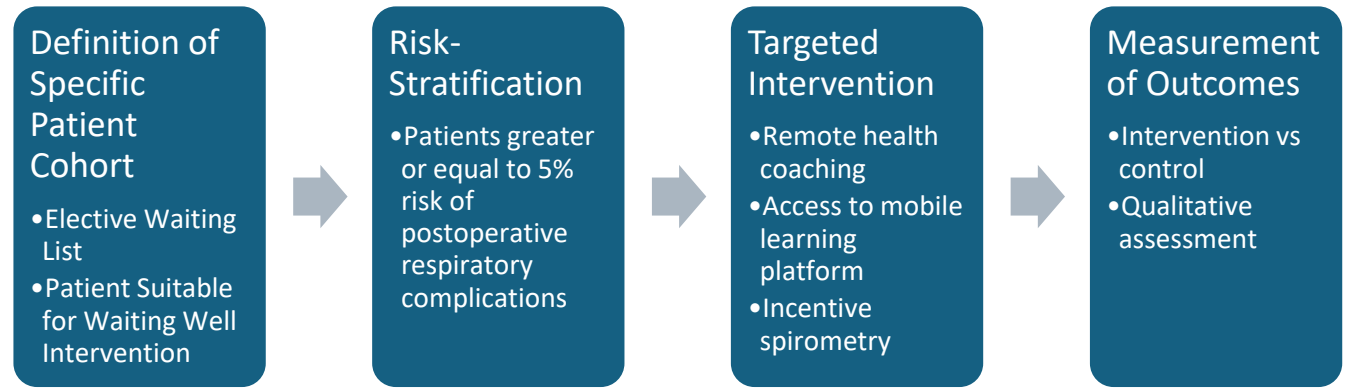 Definition of
Specific
Patient
Cohort
•Elective Waiting
List
•Patient Suitable
for Waiting Well
Intervention
Risk-
Stratification
•Patients greater
or equal to 5%
risk of
postoperative
respiratory
complications
Targeted
Intervention
•Remote health
coaching
•Access to mobile
learning
platform
•Incentive
spirometry
Measurement
of Outcomes
•Intervention vs
control
•Qualitative
assessment